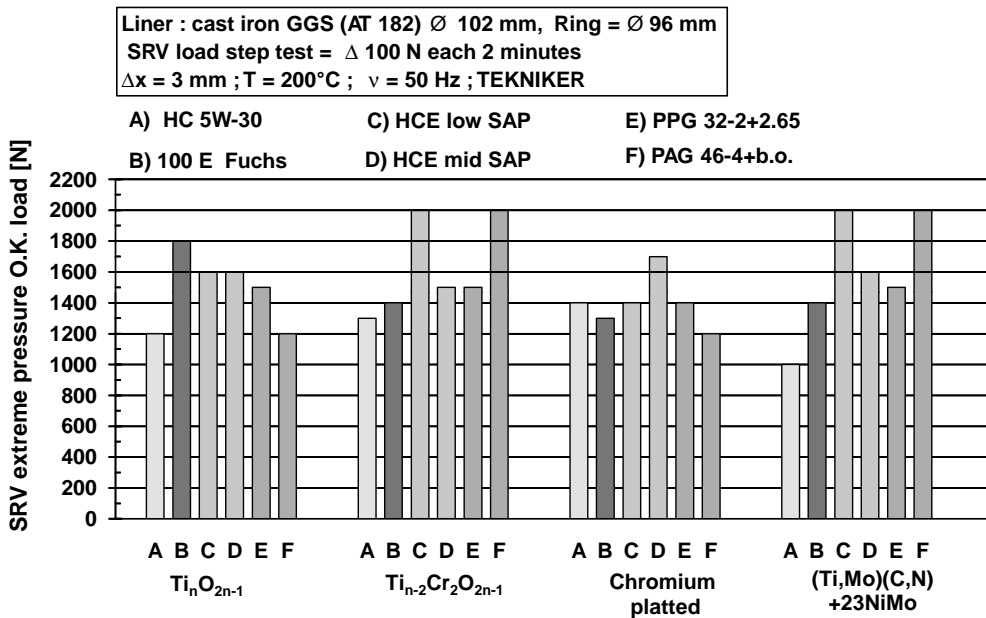 Liner : cast iron GGS (AT 182) Ø 102 mm, Ring = Ø 96 mm
SRV load step test = Δ 100 N each 2 minutes
Δx = 3 mm ; T = 200°C ; ν = 50 Hz ; TEKNIKER
A) HC 5W-30 C) HCE low SAP E) PPG 32-2+2.65
B) 100 E Fuchs D) HCE mid SAP F) PAG 46-4+b.o.
SRV extreme pressure O.K. load [N]
2200
2000
1800
1600
1400
1200
1000
800
600
400
200
0
A B C D E F A B C D E F A B C D E F A B C D E F
TiₙO₂ₙ₋₁ Tiₙ₋₂Cr₂O₂ₙ₋₁ Chromium (Ti,Mo)(C,N)
platted +23NiMo